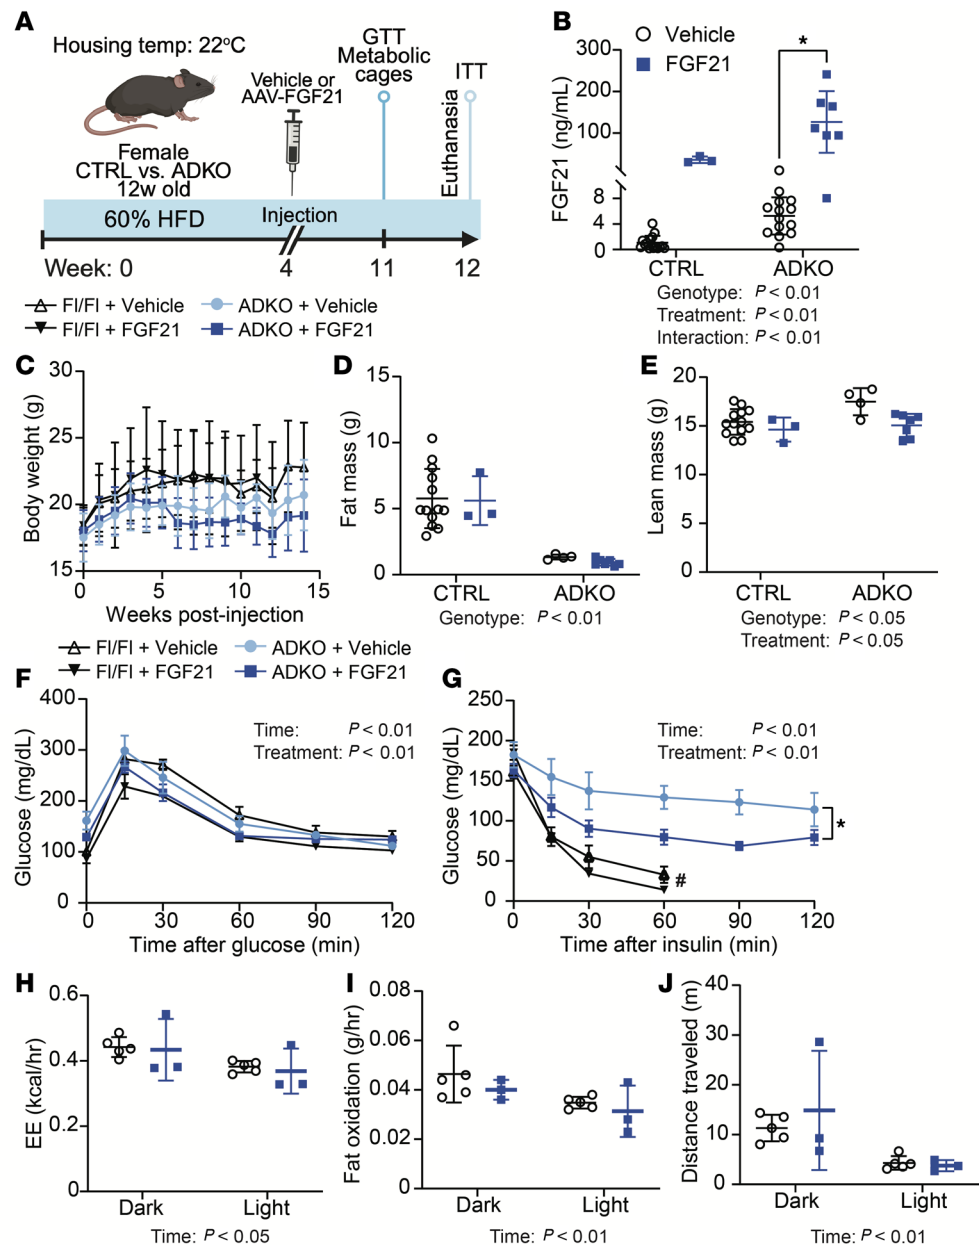 A
Housing temp: 22°C
GTT
Metabolic
cages
ITT
Vehicle or
AAV-FGF21
Euthanasia
Female
CTRL vs. ADKO
12w old
60% HFD
Injection
Week: 0
4
11
12
B
Vehicle
FGF21
*
FGF21 (ng/mL)
300
200
100
8
4
0
CTRL
ADKO
Genotype: P < 0.01
Treatment: P < 0.01
Interaction: P < 0.01
Fl/Fl + Vehicle
ADKO + Vehicle
Fl/Fl + FGF21
ADKO + FGF21
C
Body weight (g)
30
25
20
15
0
5
10
15
Weeks post-injection
D
Fat mass (g)
15
10
5
0
CTRL
ADKO
Genotype: P < 0.01
E
Lean mass (g)
20
15
10
5
0
CTRL
ADKO
Genotype: P < 0.05
Treatment: P < 0.05
Fl/Fl + Vehicle
ADKO + Vehicle
Fl/Fl + FGF21
ADKO + FGF21
F
Glucose (mg/dL)
400
300
200
100
0
Time: P < 0.01
Treatment: P < 0.01
0
30
60
90
120
Time after glucose (min)
G
Glucose (mg/dL)
250
200
150
100
50
0
Time: P < 0.01
Treatment: P < 0.01
*
#
0
30
60
90
120
Time after insulin (min)
H
EE (kcal/hr)
0.6
0.4
0.2
0
Dark
Light
Time: P < 0.05
I
Fat oxidation (g/hr)
0.08
0.06
0.04
0.02
0
Dark
Light
Time: P < 0.01
J
Distance traveled (m)
40
30
20
10
0
Dark
Light
Time: P < 0.01